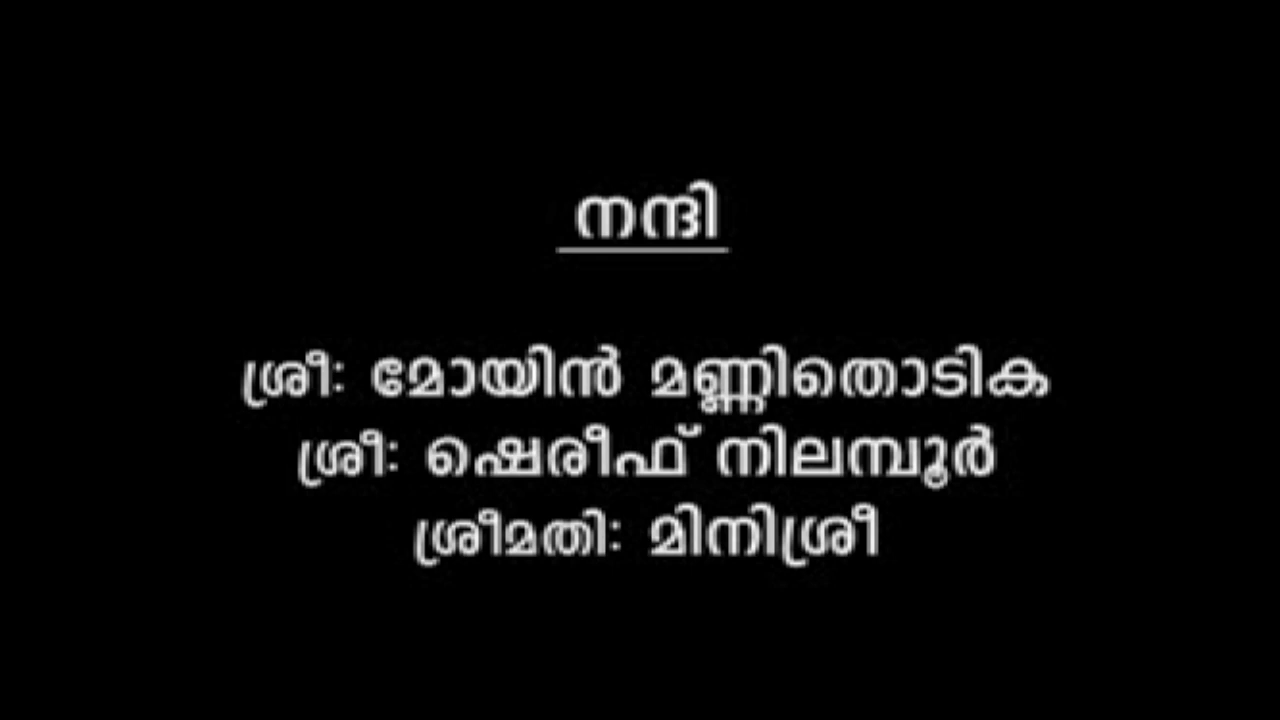 നന്ദി
ശ്രീ: മോയിൻ മണ്ണിതൊടിക
ശ്രീ: ഷെരീഫ് നിലമ്പൂർ
ശ്രീമതി: മിനിശ്രീ